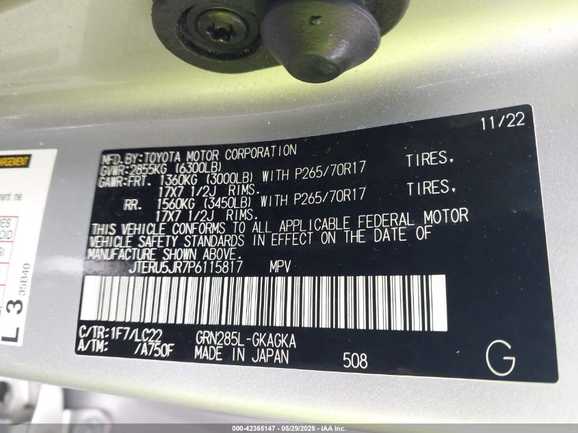 11/22
MFD.BY:TOYOTA MOTOR CORPORATION
GVWR:2855KG (6300LB)
GAWR:FRT. 1360KG (3000LB) WITH P265/70R17 TIRES,
17X7 1/2J RIMS.
RR. 1560KG (3450LB) WITH P265/70R17 TIRES,
17X7 1/2J RIMS.
THIS VEHICLE CONFORMS TO ALL APPLICABLE FEDERAL MOTOR
VEHICLE SAFETY STANDARDS IN EFFECT ON THE DATE OF
MANUFACTURE SHOWN ABOVE.
JTERU5JR7P6115817 MPV
C/TR:1F7/LC22 GRN285L-GKAGKA
A/TM: /A750F MADE IN JAPAN 508
G
L 3
35B40
000-42365147 - 05/29/2025 - IAA Inc.